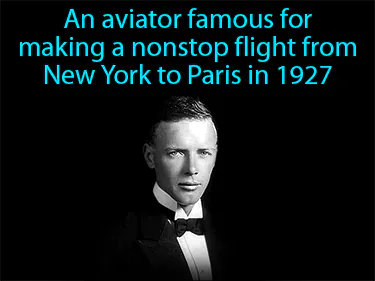 An aviator famous for
making a nonstop flight from
New York to Paris in 1927